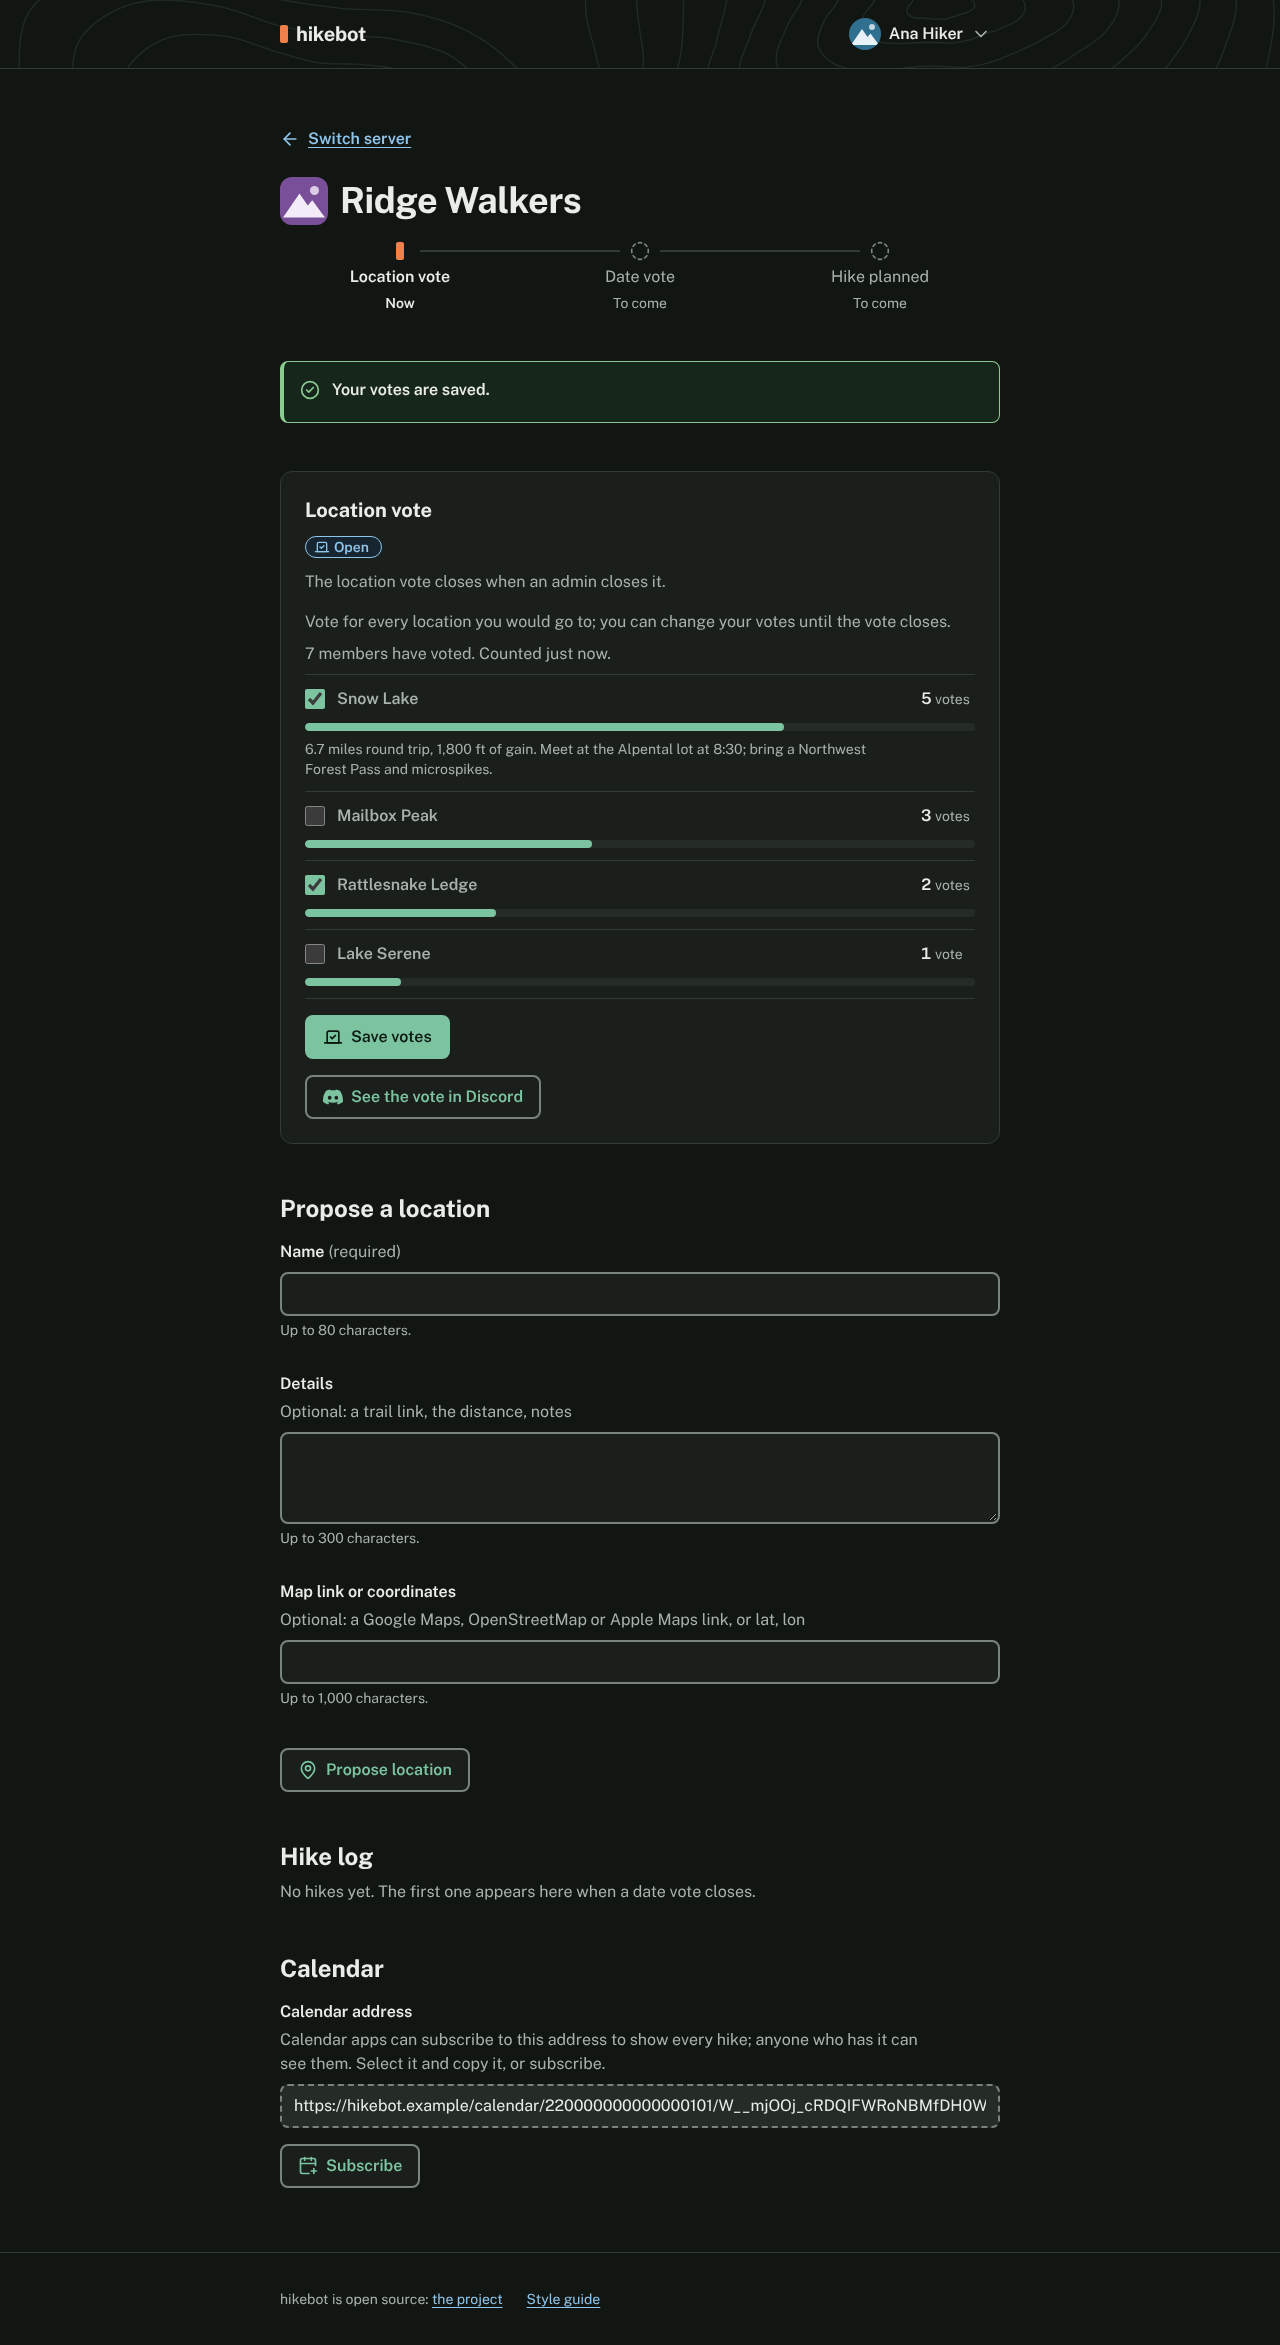 hikebot
Ana Hiker
Switch server
Ridge Walkers
Location vote
Now
Date vote
To come
Hike planned
To come
Your votes are saved.
Location vote
Open
The location vote closes when an admin closes it.
Vote for every location you would go to; you can change your votes until the vote closes.
7 members have voted. Counted just now.
Snow Lake
5 votes
6.7 miles round trip, 1,800 ft of gain. Meet at the Alpental lot at 8:30; bring a Northwest
Forest Pass and microspikes.
Mailbox Peak
3 votes
Rattlesnake Ledge
2 votes
Lake Serene
1 vote
Save votes
See the vote in Discord
Propose a location
Name (required)
Up to 80 characters.
Details
Optional: a trail link, the distance, notes
Up to 300 characters.
Map link or coordinates
Optional: a Google Maps, OpenStreetMap or Apple Maps link, or lat, lon
Up to 1,000 characters.
Propose location
Hike log
No hikes yet. The first one appears here when a date vote closes.
Calendar
Calendar address
Calendar apps can subscribe to this address to show every hike; anyone who has it can
see them. Select it and copy it, or subscribe.
https://hikebot.example/calendar/220000000000000101/W__mjOOj_cRDQIFWRoNBMfDH0W
Subscribe
hikebot is open source: the project
Style guide